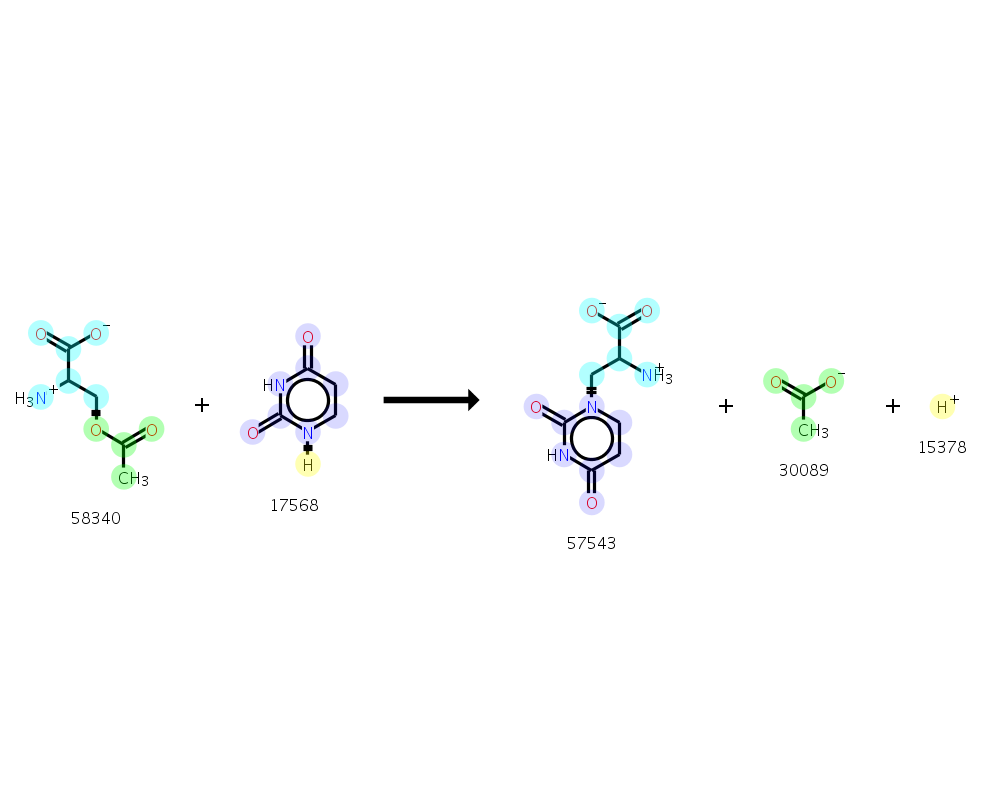 O O⁻ H₃N⁺ O O CH₃
58340
+
O HN O N H
17568
O⁻ O NH₃⁺ O N HN O
57543
+
O O⁻ CH₃
30089
+
H⁺
15378